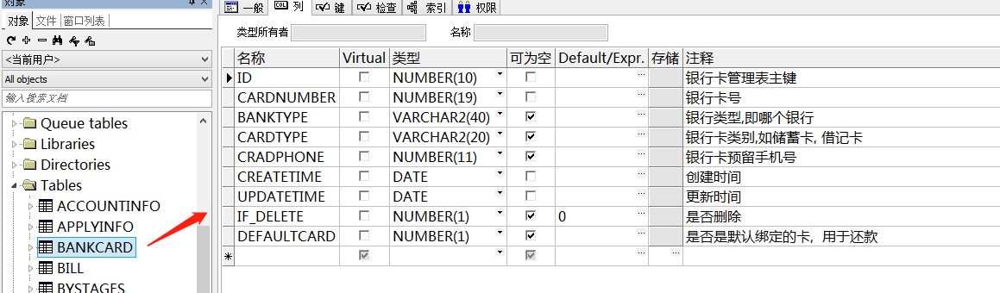 对象
对象 文件 窗口列表
<当前用户>
All objects
输入搜索文档
Queue tables
Libraries
Directories
Tables
ACCOUNTINFO
APPLYINFO
BANKCARD
BILL
BYSTAGES
一般 列 键 检查 索引 权限
类型所有者 名称
名称 Virtual 类型 可为空 Default/Expr. 存储 注释
ID NUMBER(10) 银行卡管理表主键
CARDNUMBER NUMBER(19) 银行卡号
BANKTYPE VARCHAR2(40) 银行类型,即哪个银行
CARDTYPE VARCHAR2(20) 银行卡类别,如储蓄卡, 借记卡
CRADPHONE NUMBER(11) 银行卡预留手机号
CREATETIME DATE 创建时间
UPDATETIME DATE 更新时间
IF_DELETE NUMBER(1) 0 是否删除
DEFAULTCARD NUMBER(1) 是否是默认绑定的卡, 用于还款